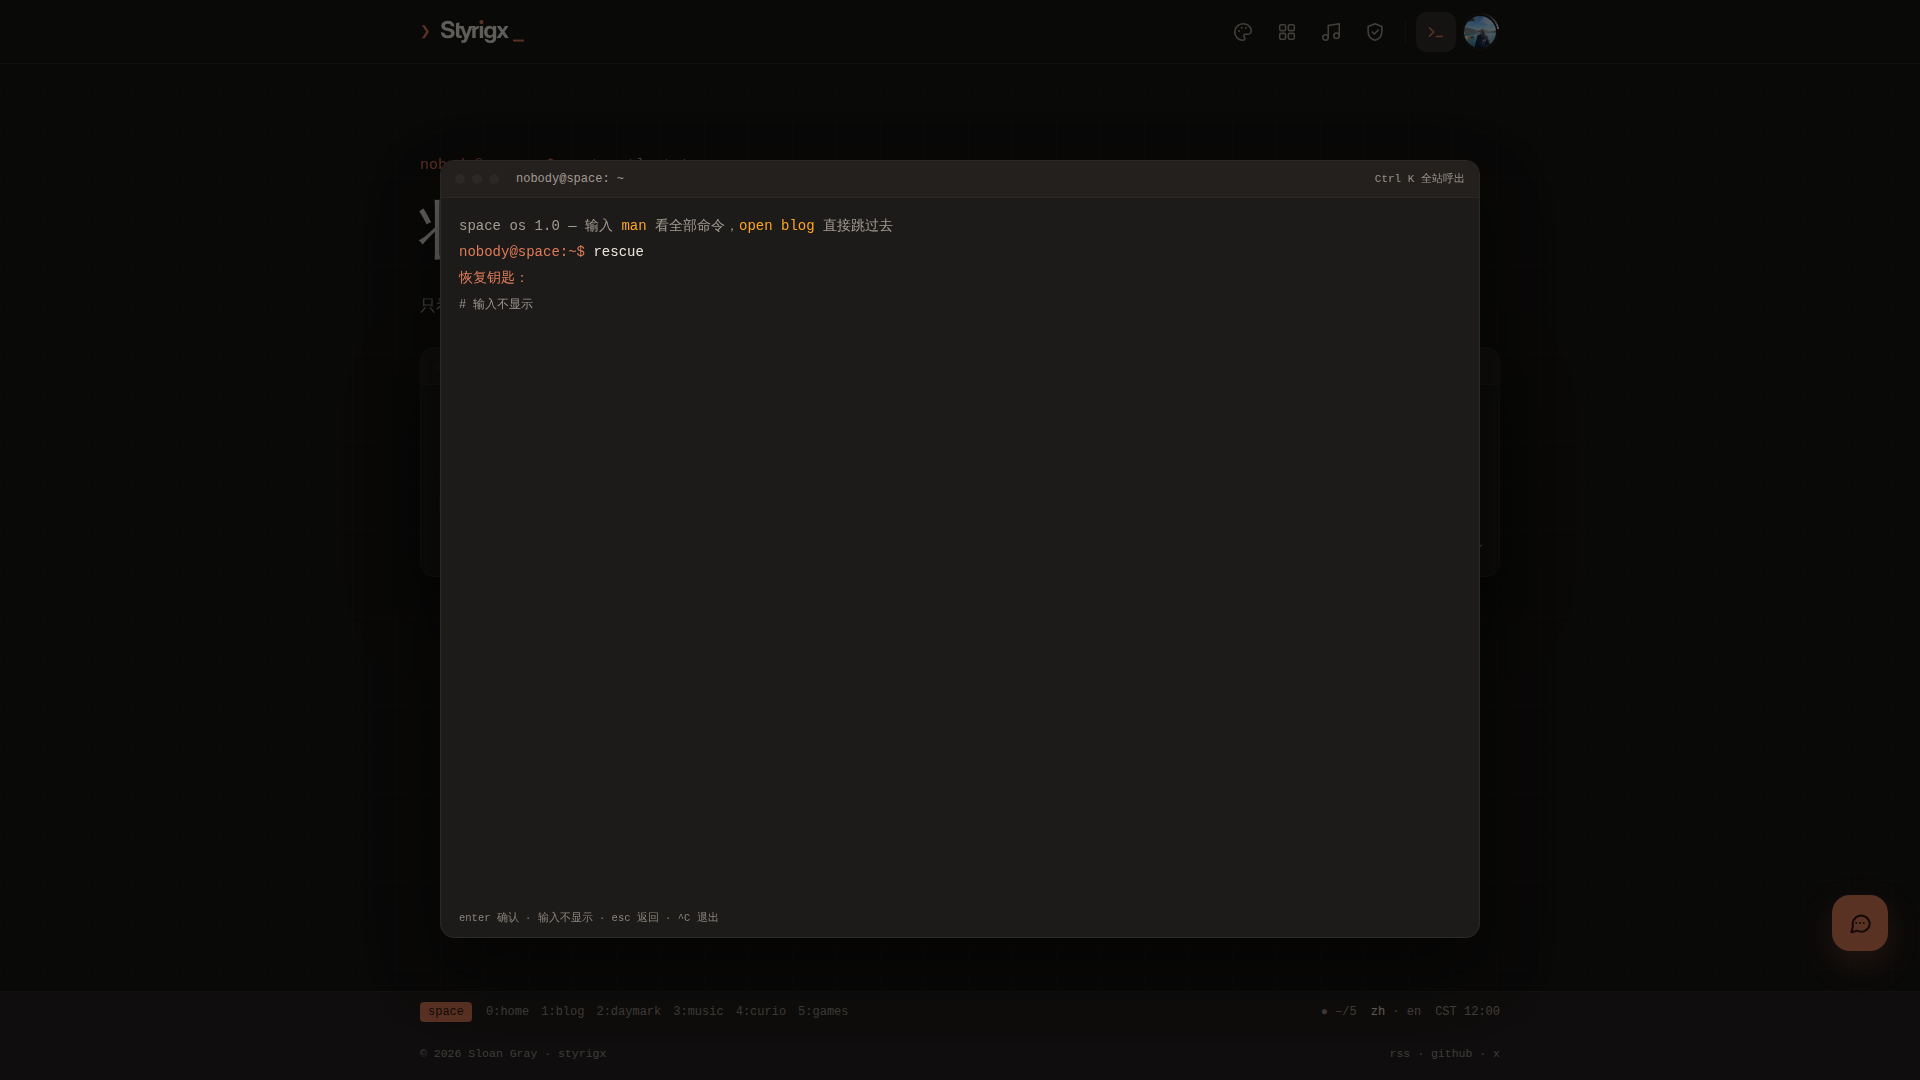 ❯ Styrigx _
nobody@space: ~
Ctrl K 全站呼出
space os 1.0 — 输入 man 看全部命令，open blog 直接跳过去
nobody@space:~$ rescue
恢复钥匙：
# 输入不显示
enter 确认 · 输入不显示 · esc 返回 · ^C 退出
space 0:home 1:blog 2:daymark 3:music 4:curio 5:games
● −/5 zh · en CST 12:00
© 2026 Sloan Gray · styrigx
rss · github · x